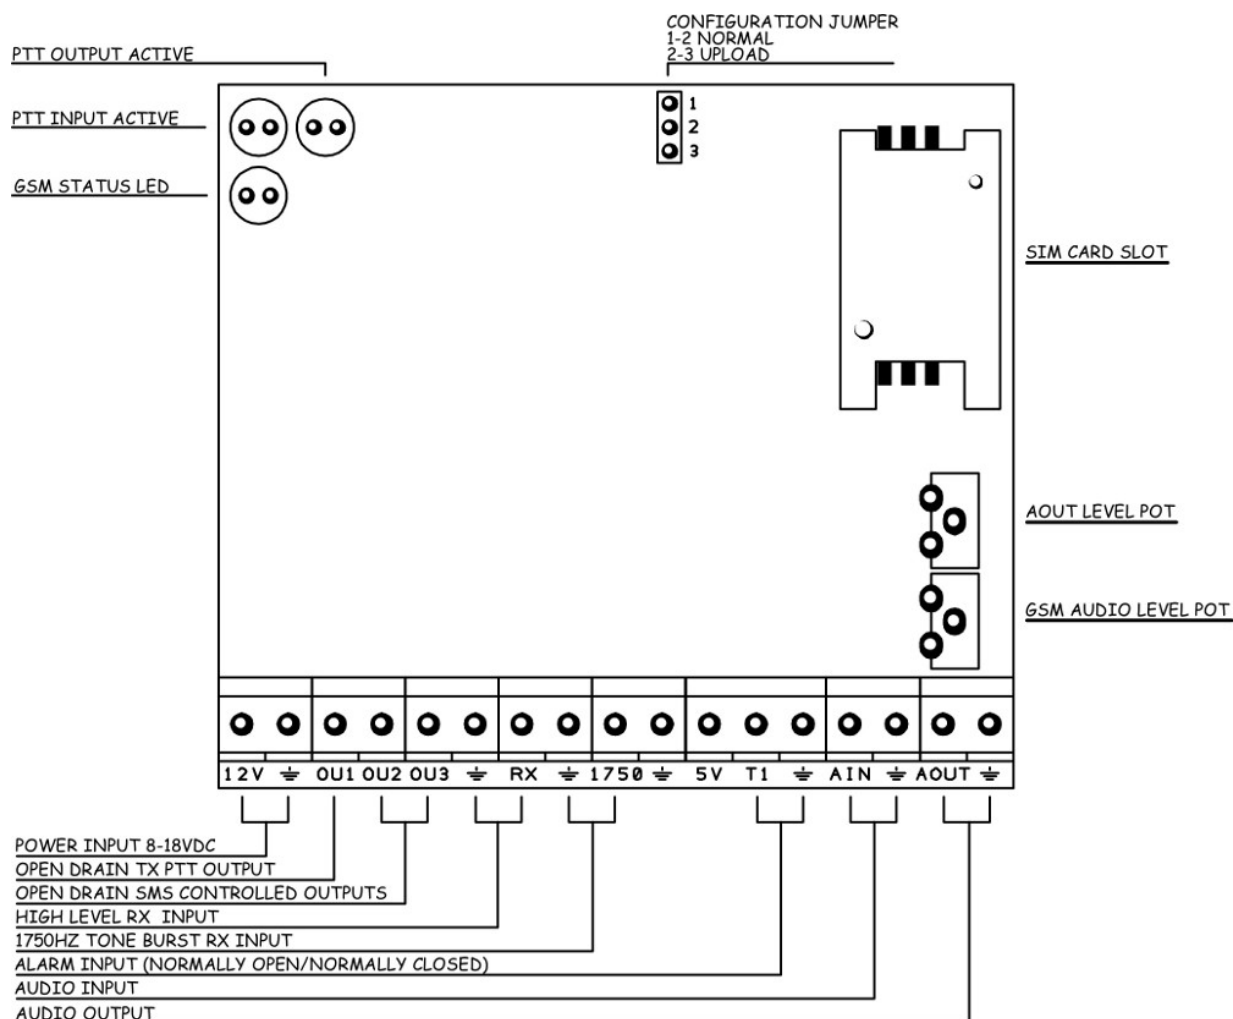 CONFIGURATION JUMPER
1-2 NORMAL
2-3 UPLOAD
PTT OUTPUT ACTIVE
PTT INPUT ACTIVE
GSM STATUS LED
1
2
3
SIM CARD SLOT
AOUT LEVEL POT
GSM AUDIO LEVEL POT
12V OU1 OU2 OU3 RX 1750 5V T1 AIN AOUT
POWER INPUT 8-18VDC
OPEN DRAIN TX PTT OUTPUT
OPEN DRAIN SMS CONTROLLED OUTPUTS
HIGH LEVEL RX INPUT
1750HZ TONE BURST RX INPUT
ALARM INPUT (NORMALLY OPEN/NORMALLY CLOSED)
AUDIO INPUT
AUDIO OUTPUT